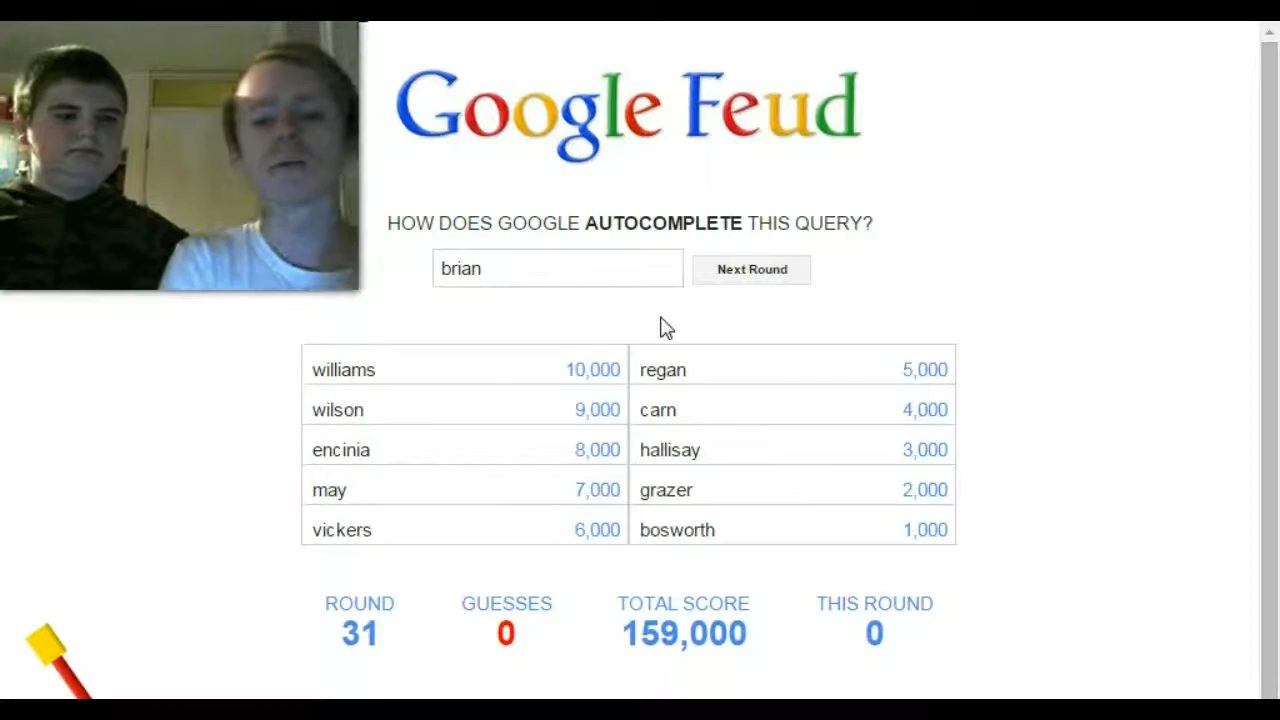 Google Feud
HOW DOES GOOGLE AUTOCOMPLETE THIS QUERY?
brian
Next Round
williams 10,000
wilson 9,000
encinia 8,000
may 7,000
vickers 6,000
regan 5,000
carn 4,000
hallisay 3,000
grazer 2,000
bosworth 1,000
ROUND
31
GUESSES
0
TOTAL SCORE
159,000
THIS ROUND
0